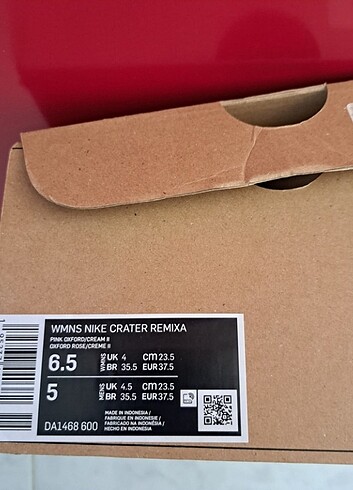 WMNS NIKE CRATER REMIXA
PINK OXFORD/CREAM II
OXFORD ROSE/CREME II
6.5 WMNS UK 4 CM 23.5
BR 35.5 EUR 37.5
5 MENS UK 4.5 CM 23.5
BR 35.5 EUR 37.5
MADE IN INDONESIA /
FABRIQUE EN INDONESIE /
FABRICADO NA INDONÉSIA /
HECHO EN INDONESIA
DA1468 600